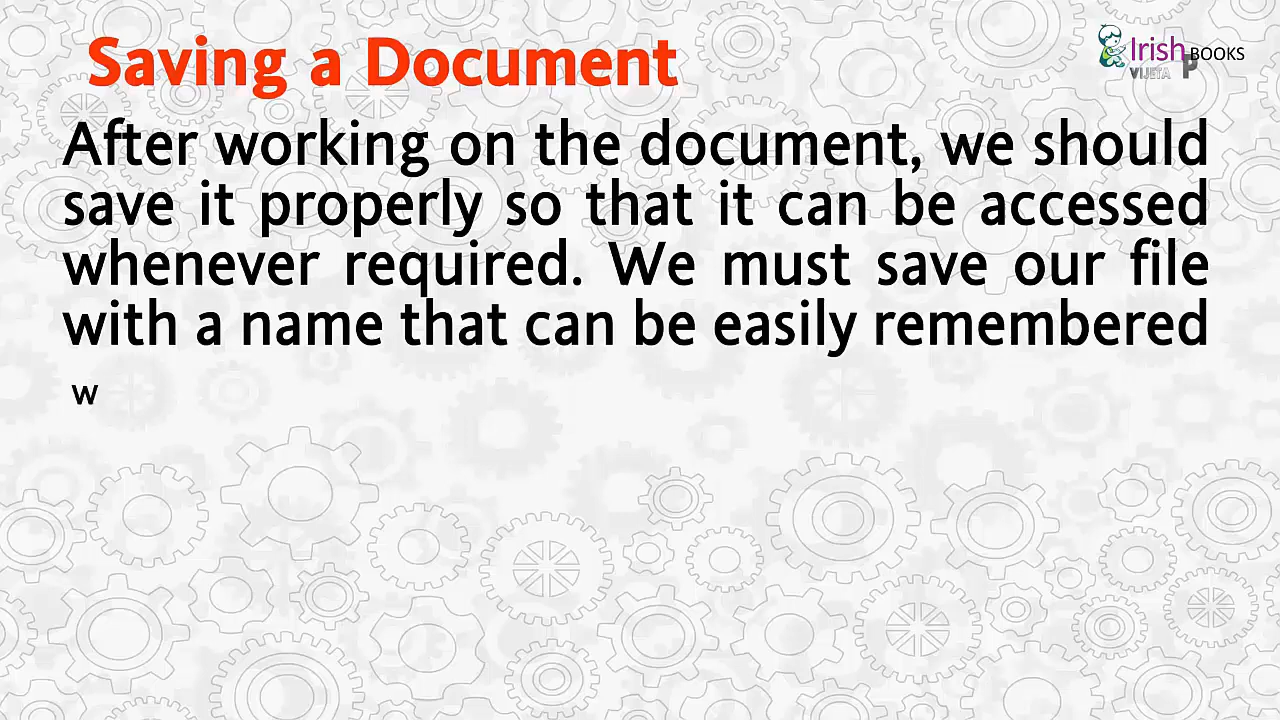 Saving a Document
Irish BOOKS
VIJETA P
After working on the document, we should
save it properly so that it can be accessed
whenever required. We must save our file
with a name that can be easily remembered
w